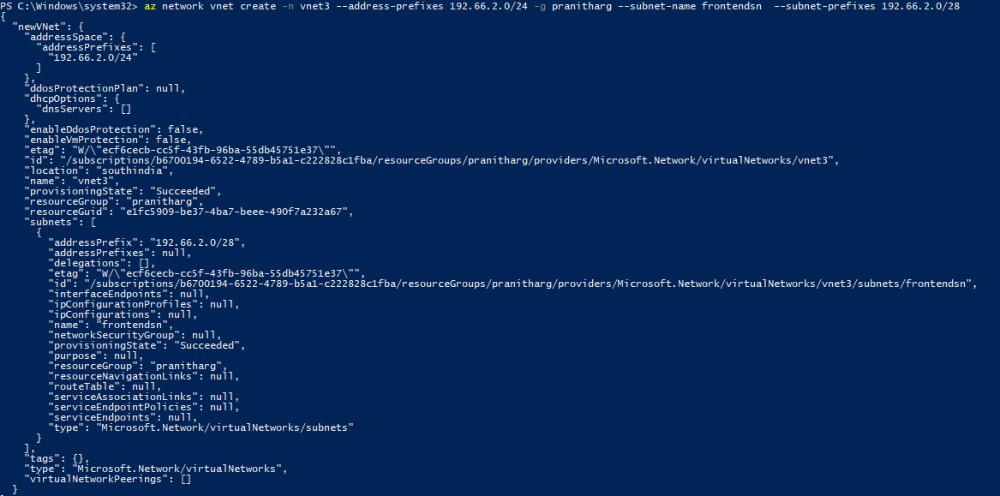 PS C:\Windows\system32> az network vnet create -n vnet3 --address-prefixes 192.66.2.0/24 -g pranitharg --subnet-name frontendsn  --subnet-prefixes 192.66.2.0/28
{
  "newVNet": {
    "addressSpace": {
      "addressPrefixes": [
        "192.66.2.0/24"
      ]
    },
    "ddosProtectionPlan": null,
    "dhcpOptions": {
      "dnsServers": []
    },
    "enableDdosProtection": false,
    "enableVmProtection": false,
    "etag": "W/\"ecf6cecb-cc5f-43fb-96ba-55db45751e37\"",
    "id": "/subscriptions/b6700194-6522-4789-b5a1-c222828c1fba/resourceGroups/pranitharg/providers/Microsoft.Network/virtualNetworks/vnet3",
    "location": "southindia",
    "name": "vnet3",
    "provisioningState": "Succeeded",
    "resourceGroup": "pranitharg",
    "resourceGuid": "e1fc5909-be37-4ba7-beee-490f7a232a67",
    "subnets": [
      {
        "addressPrefix": "192.66.2.0/28",
        "addressPrefixes": null,
        "delegations": [],
        "etag": "W/\"ecf6cecb-cc5f-43fb-96ba-55db45751e37\"",
        "id": "/subscriptions/b6700194-6522-4789-b5a1-c222828c1fba/resourceGroups/pranitharg/providers/Microsoft.Network/virtualNetworks/vnet3/subnets/frontendsn",
        "interfaceEndpoints": null,
        "ipConfigurationProfiles": null,
        "ipConfigurations": null,
        "name": "frontendsn",
        "networkSecurityGroup": null,
        "provisioningState": "Succeeded",
        "purpose": null,
        "resourceGroup": "pranitharg",
        "resourceNavigationLinks": null,
        "routeTable": null,
        "serviceAssociationLinks": null,
        "serviceEndpointPolicies": null,
        "serviceEndpoints": null,
        "type": "Microsoft.Network/virtualNetworks/subnets"
      }
    ],
    "tags": {},
    "type": "Microsoft.Network/virtualNetworks",
    "virtualNetworkPeerings": []
  }